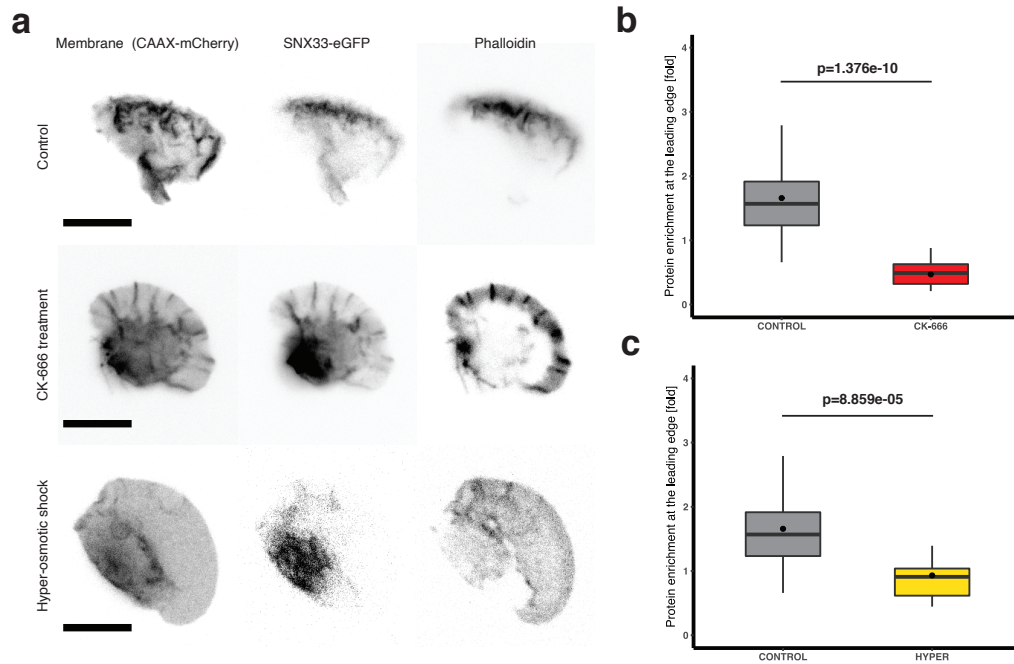 a
Membrane (CAAX-mCherry)
SNX33-eGFP
Phalloidin
Control
CK-666 treatment
Hyper-osmotic shock
b
Protein enrichment at the leading edge [fold]
4
3
2
1
0
p=1.376e-10
CONTROL
CK-666
c
Protein enrichment at the leading edge [fold]
4
3
2
1
0
p=8.859e-05
CONTROL
HYPER